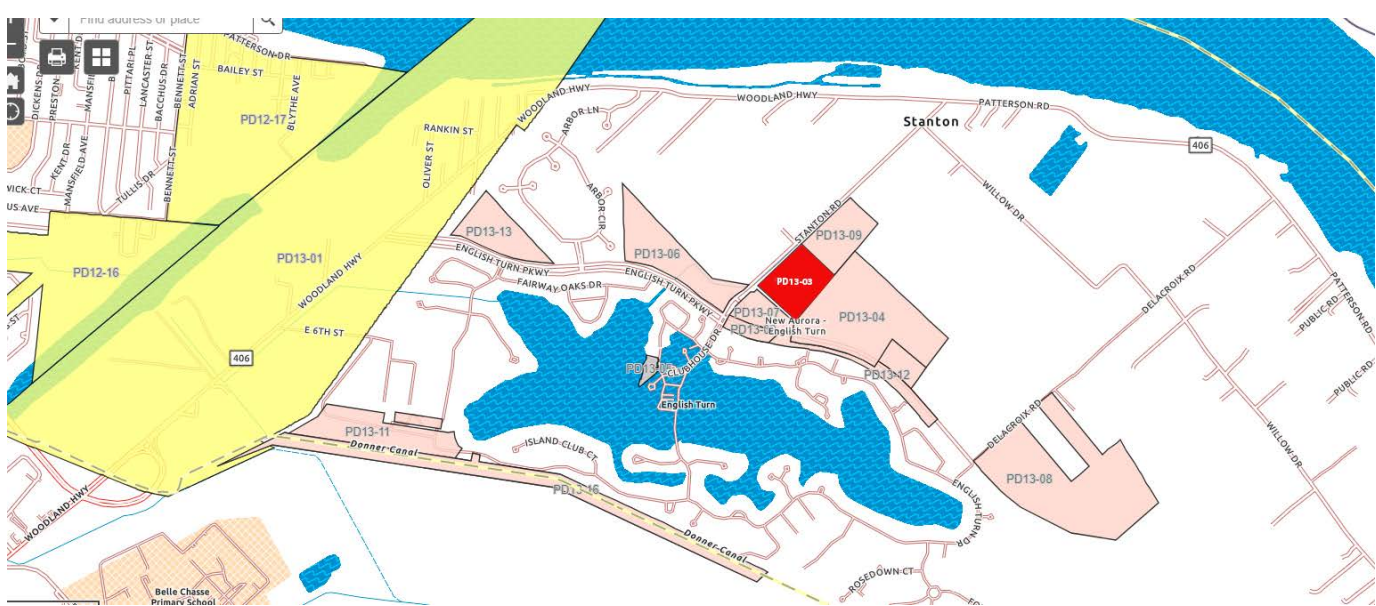 Find address or place
DICKENS DR
PRESTON
KENT DR
PITTARI PL
LANCASTER ST
BACCHUS DR
BENNETT ST
ADRIAN ST
PATTERSON DR
BAILEY ST
BLYTHE AVE
PD12-17
KENT DR
MANSFIELD AVE
TULLIS DR
BENNETT ST
WICK CT
US AVE
RANKIN ST
OLIVER ST
WOODLAND HWY
ARBOR LN
ARBOR CIR
WOODLAND HWY
PATTERSON RD
Stanton
406
WILLOW DR
STANTON RD
PD13-09
PD13-13
PD13-06
PD13-03
PD12-16
PD13-01
WOODLAND HWY
ENGLISH TURN PKWY
FAIRWAY OAKS DR
ENGLISH TURN PKWY
PD13-07
New Aurora -
English Turn
PD13-04
DELACROIX RD
PATTERSON RD
PUBLIC RD
PUBLIC RD
E 6TH ST
406
CLUBHOUSE DR
PD13-12
English Turn
DELACROIX RD
WILLOW DR
PD13-11
Donner Canal
ISLAND CLUB CT
PD13-16
PD13-08
ENGLISH TURN DR
Donner Canal
WOODLAND HWY
ROSEDOWN CT
Belle Chasse
Primary School